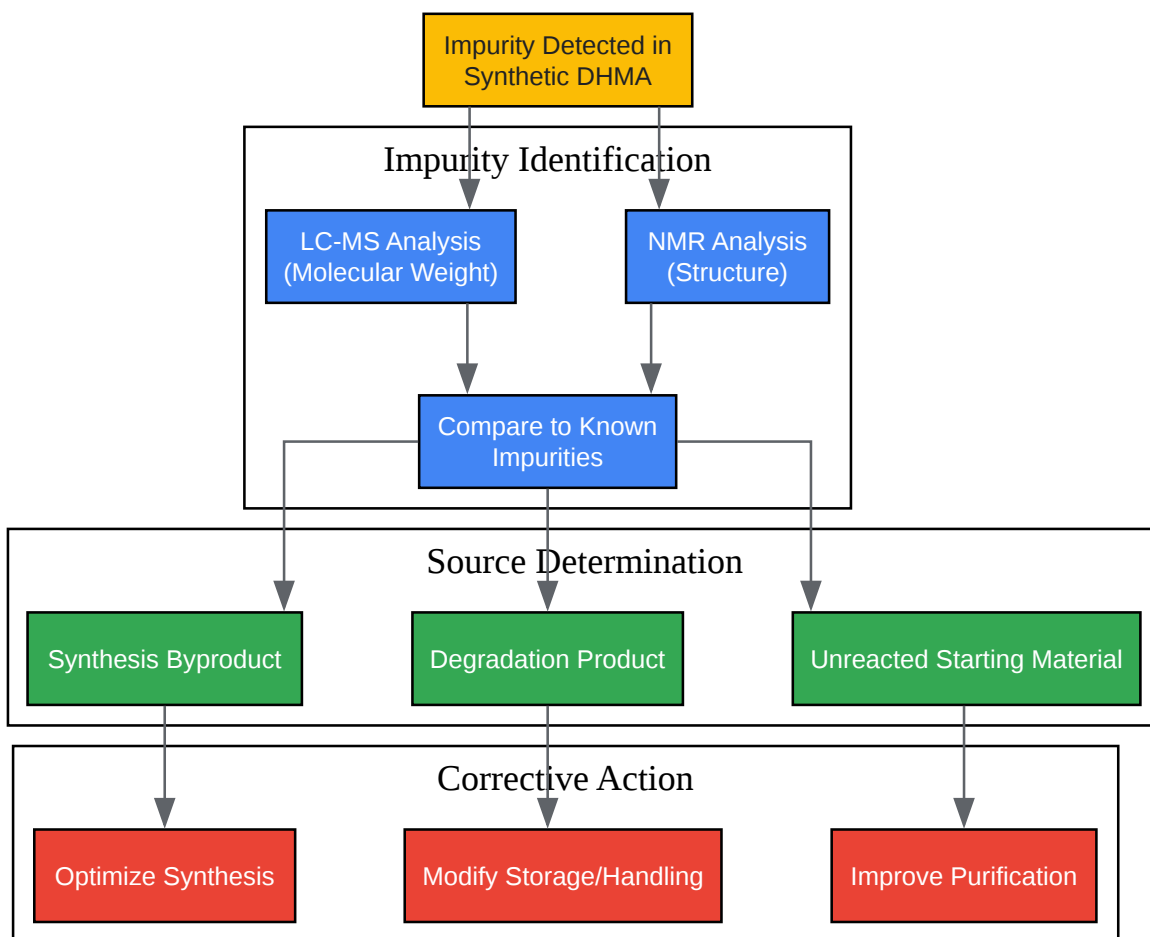 Impurity Detected in
Synthetic DHMA
Impurity Identification
LC-MS Analysis
(Molecular Weight)
NMR Analysis
(Structure)
Compare to Known
Impurities
Source Determination
Synthesis Byproduct
Degradation Product
Unreacted Starting Material
Corrective Action
Optimize Synthesis
Modify Storage/Handling
Improve Purification